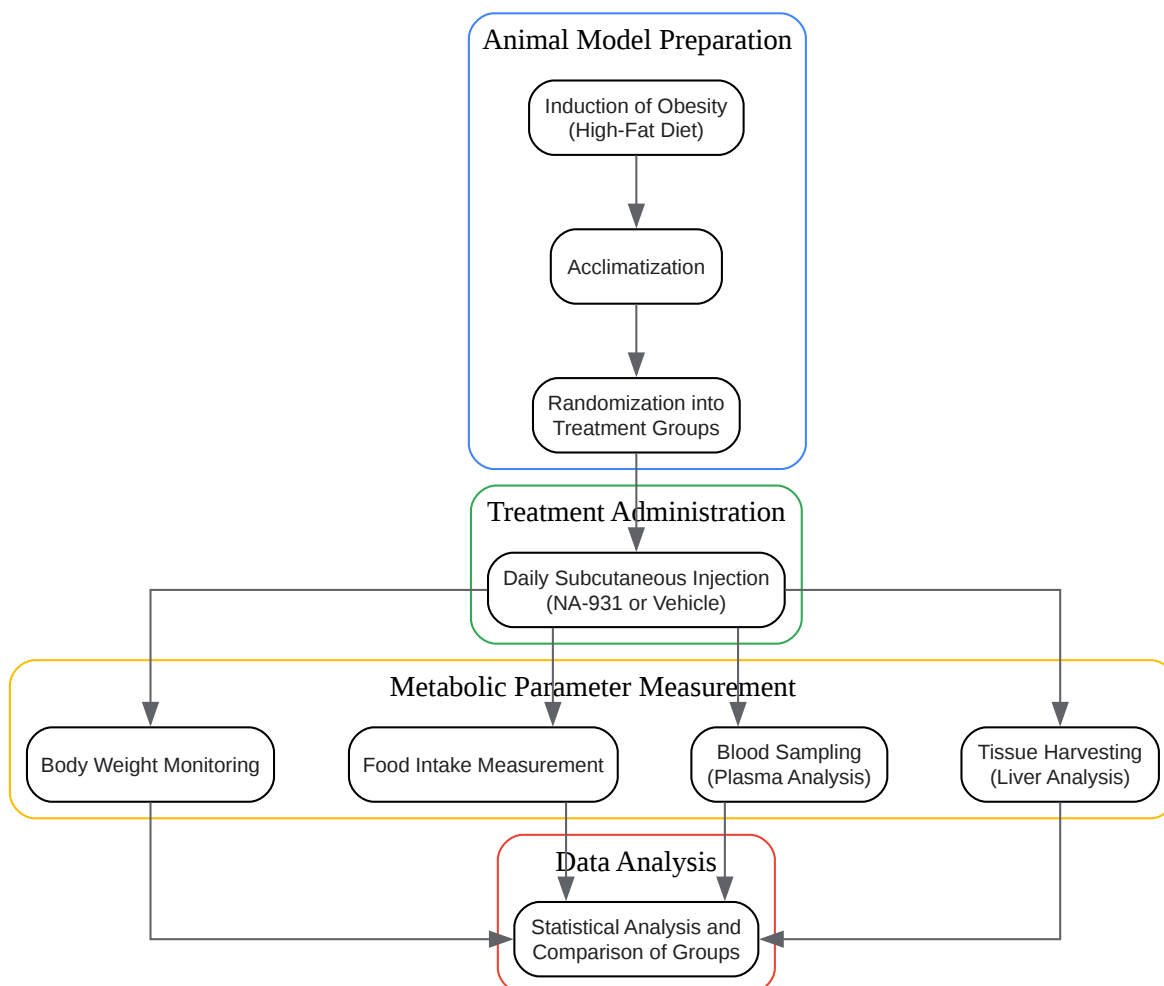 Animal Model Preparation
Induction of Obesity
(High-Fat Diet)
Acclimatization
Randomization into
Treatment Groups
Treatment Administration
Daily Subcutaneous Injection
(NA-931 or Vehicle)
Metabolic Parameter Measurement
Body Weight Monitoring
Food Intake Measurement
Blood Sampling
(Plasma Analysis)
Tissue Harvesting
(Liver Analysis)
Data Analysis
Statistical Analysis and
Comparison of Groups